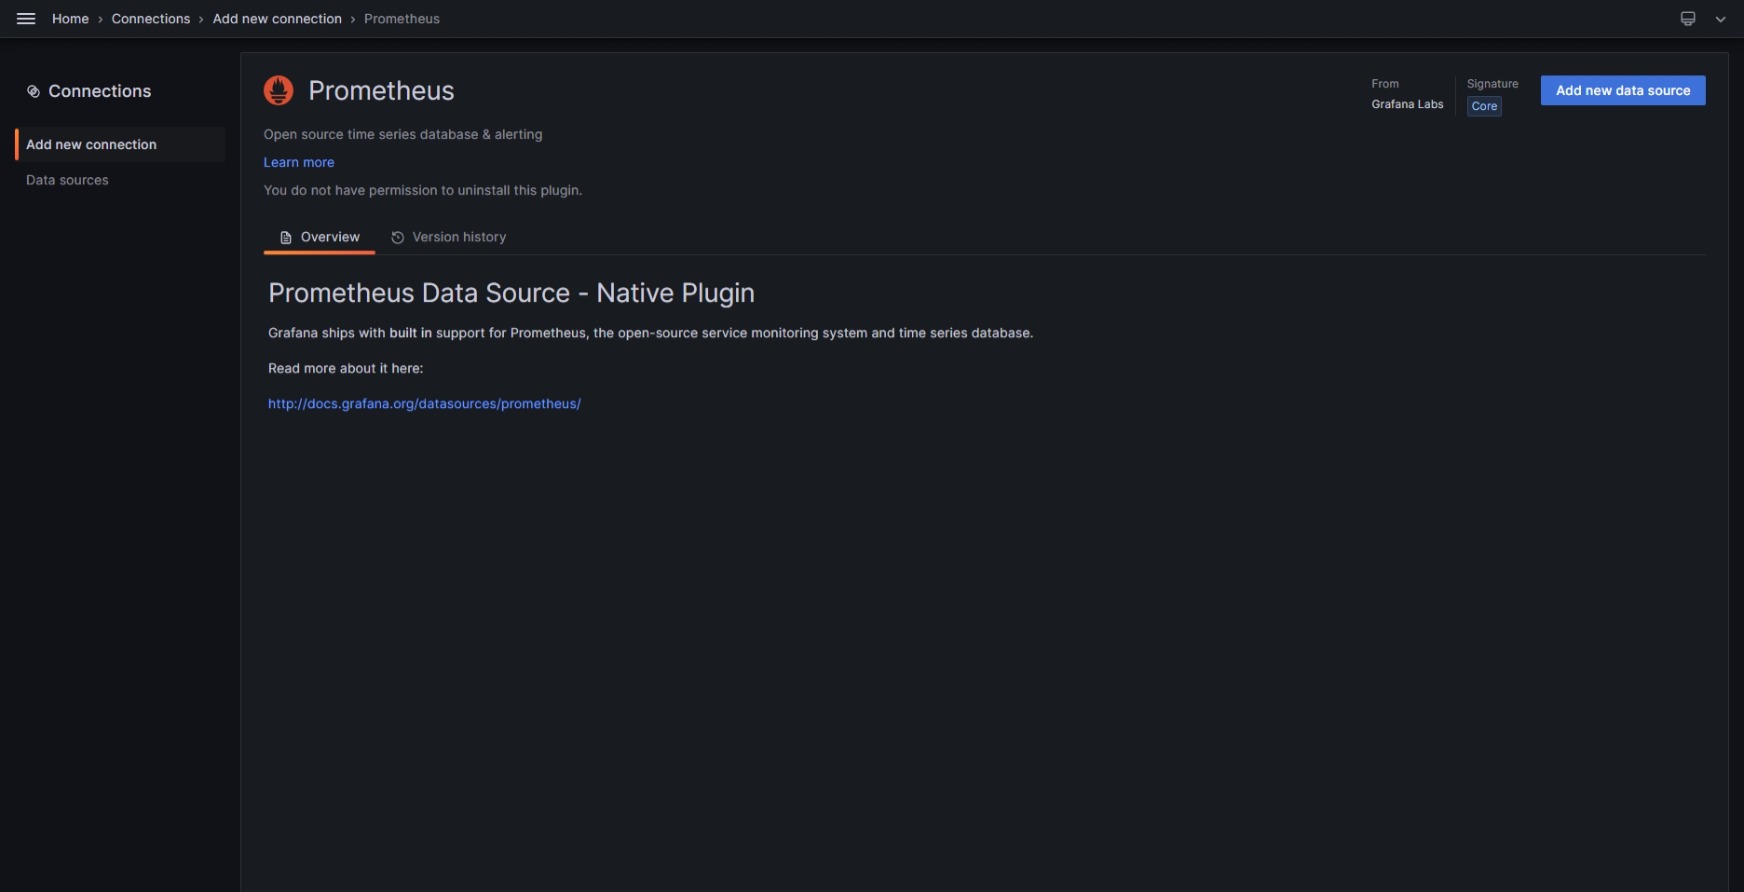 Home › Connections › Add new connection › Prometheus
Connections
Add new connection
Data sources
Prometheus
From
Grafana Labs
Signature
Core
Add new data source
Open source time series database & alerting
Learn more
You do not have permission to uninstall this plugin.
Overview
Version history
Prometheus Data Source - Native Plugin
Grafana ships with built in support for Prometheus, the open-source service monitoring system and time series database.
Read more about it here:
http://docs.grafana.org/datasources/prometheus/